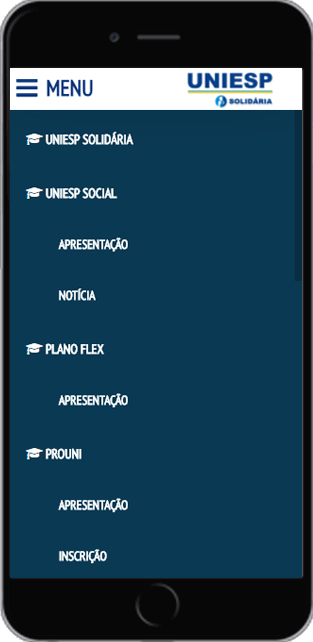 MENU
UNIESP
SOLIDÁRIA
UNIESP SOLIDÁRIA
UNIESP SOCIAL
APRESENTAÇÃO
NOTÍCIA
PLANO FLEX
APRESENTAÇÃO
PROUNI
APRESENTAÇÃO
INSCRIÇÃO